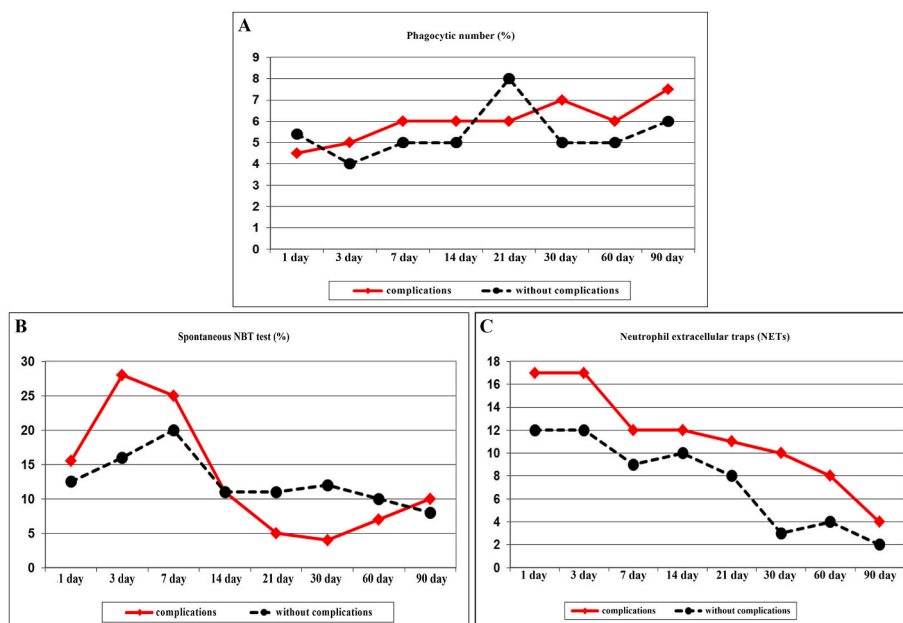 A
Phagocytic number (%)
9
8
7
6
5
4
3
2
1
0
1 day 3 day 7 day 14 day 21 day 30 day 60 day 90 day
complications without complications
B
Spontaneous NBT test (%)
30
25
20
15
10
5
0
1 day 3 day 7 day 14 day 21 day 30 day 60 day 90 day
complications without complications
C
Neutrophil extracellular traps (NETs)
18
16
14
12
10
8
6
4
2
0
1 day 3 day 7 day 14 day 21 day 30 day 60 day 90 day
complications without complications